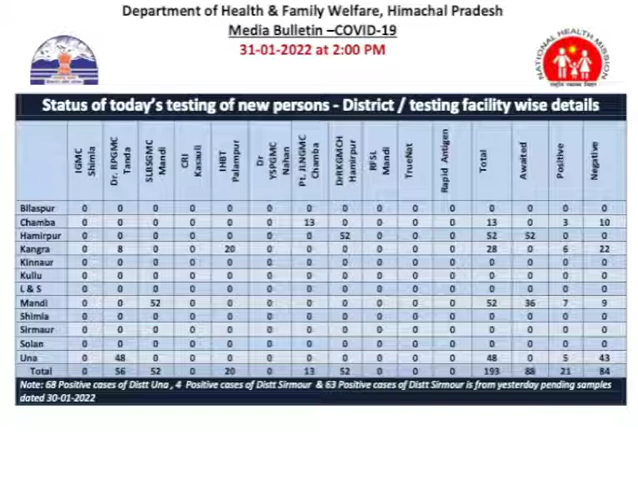 Department of Health & Family Welfare, Himachal Pradesh
Media Bulletin –COVID-19
31-01-2022 at 2:00 PM
NATIONAL HEALTH MISSION
Status of today's testing of new persons - District / testing facility wise details
IGMC Shimla Dr. RPGMC Tanda SLBSGMC Mandi CRI Kasauli IHBT Palampur Dr YSPGMC Nahan Pt. JLNGMC Chamba DrRKGMCH Hamirpur RFSL Mandi TrueNat Rapid Antigen Total Awaited Positive Negative
Bilaspur 0 0 0 0 0 0 0 0 0 0 0 0 0 0 0
Chamba 0 0 0 0 0 0 13 0 0 0 0 13 0 3 10
Hamirpur 0 0 0 0 0 0 0 52 0 0 0 52 52 0 0
Kangra 0 8 0 0 20 0 0 0 0 0 0 28 0 6 22
Kinnaur 0 0 0 0 0 0 0 0 0 0 0 0 0 0 0
Kullu 0 0 0 0 0 0 0 0 0 0 0 0 0 0 0
L & S 0 0 0 0 0 0 0 0 0 0 0 0 0 0 0
Mandi 0 0 52 0 0 0 0 0 0 0 0 52 36 7 9
Shimla 0 0 0 0 0 0 0 0 0 0 0 0 0 0 0
Sirmaur 0 0 0 0 0 0 0 0 0 0 0 0 0 0 0
Solan 0 0 0 0 0 0 0 0 0 0 0 0 0 0 0
Una 0 48 0 0 0 0 0 0 0 0 0 48 0 5 43
Total 0 56 52 0 20 0 13 52 0 0 0 193 88 21 84
Note: 68 Positive cases of Distt Una , 4 Positive cases of Distt Sirmour & 63 Positive cases of Distt Sirmour is from yesterday pending samples
dated 30-01-2022